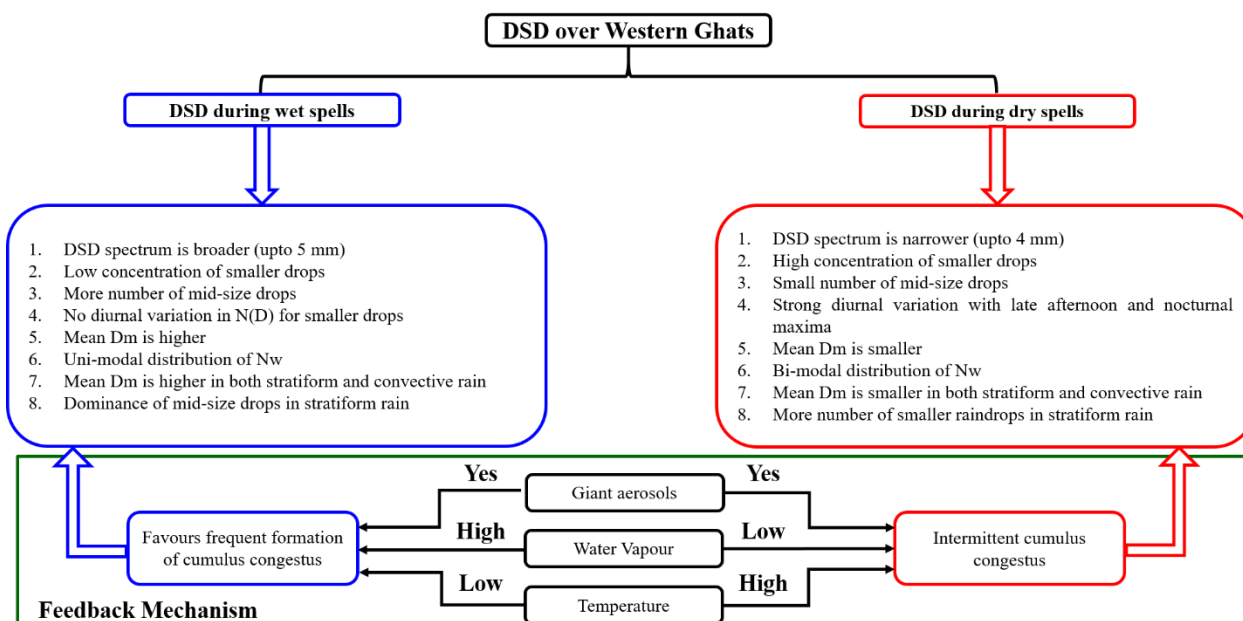 DSD over Western Ghats
DSD during wet spells
DSD during dry spells
1. DSD spectrum is broader (upto 5 mm)
2. Low concentration of smaller drops
3. More number of mid-size drops
4. No diurnal variation in N(D) for smaller drops
5. Mean Dm is higher
6. Uni-modal distribution of Nw
7. Mean Dm is higher in both stratiform and convective rain
8. Dominance of mid-size drops in stratiform rain
1. DSD spectrum is narrower (upto 4 mm)
2. High concentration of smaller drops
3. Small number of mid-size drops
4. Strong diurnal variation with late afternoon and nocturnal
maxima
5. Mean Dm is smaller
6. Bi-modal distribution of Nw
7. Mean Dm is smaller in both stratiform and convective rain
8. More number of smaller raindrops in stratiform rain
Yes
Giant aerosols
Yes
Favours frequent formation
of cumulus congestus
High
Water Vapour
Low
Intermittent cumulus
congestus
Low
Temperature
High
Feedback Mechanism